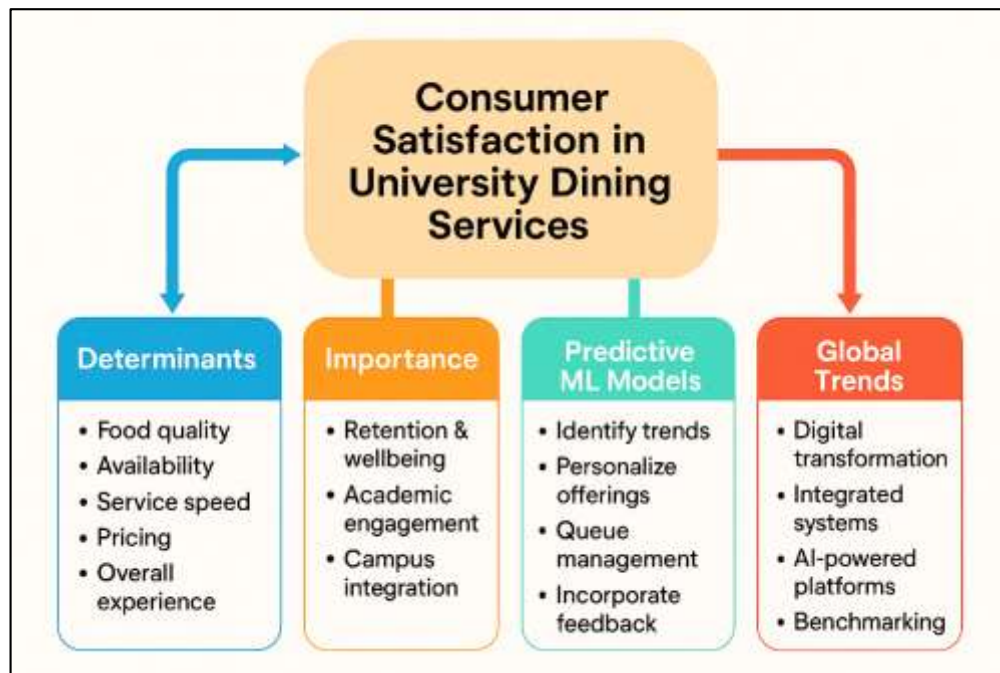 Consumer
Satisfaction in
University Dining
Services
Determinants
• Food quality
• Availability
• Service speed
• Pricing
• Overall
experience
Importance
• Retention &
wellbeing
• Academic
engagement
• Campus
integration
Predictive
ML Models
• Identify trends
• Personalize
offerings
• Queue
management
• Incorporate
feedback
Global
Trends
• Digital
transformation
• Integrated
systems
• AI-powered
platforms
• Benchmarking